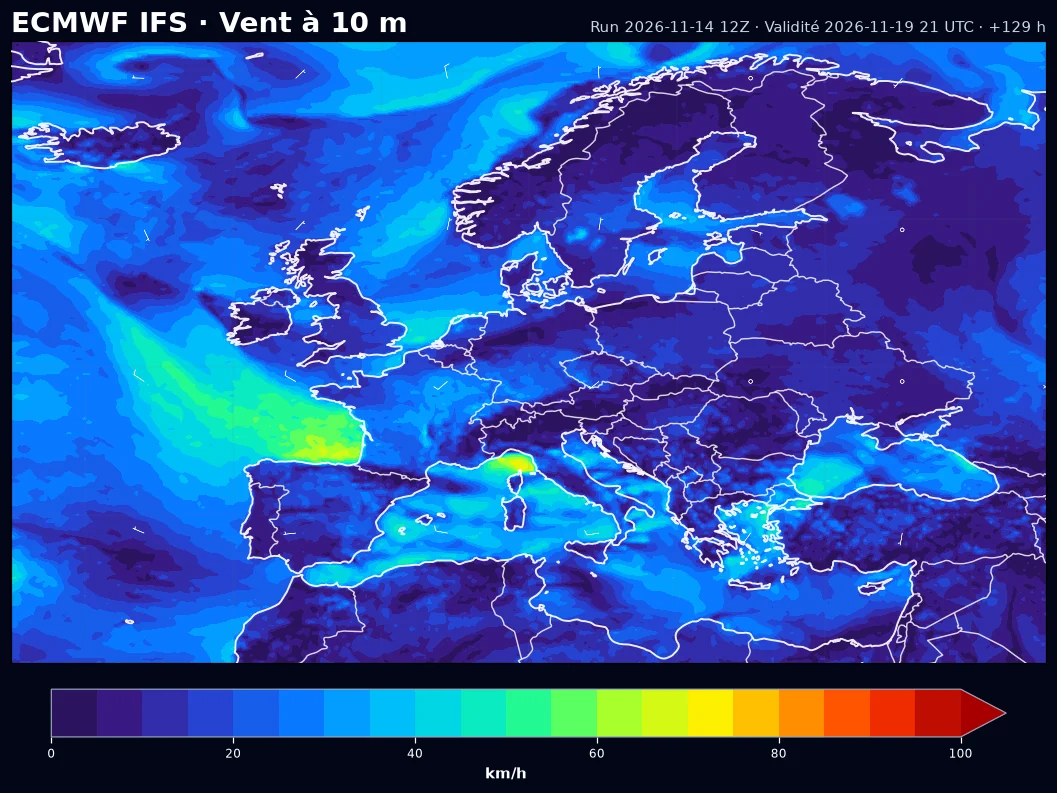 ECMWF IFS · Vent à 10 m
Run 2026-11-14 12Z · Validité 2026-11-19 21 UTC · +129 h
0 20 40 60 80 100
km/h